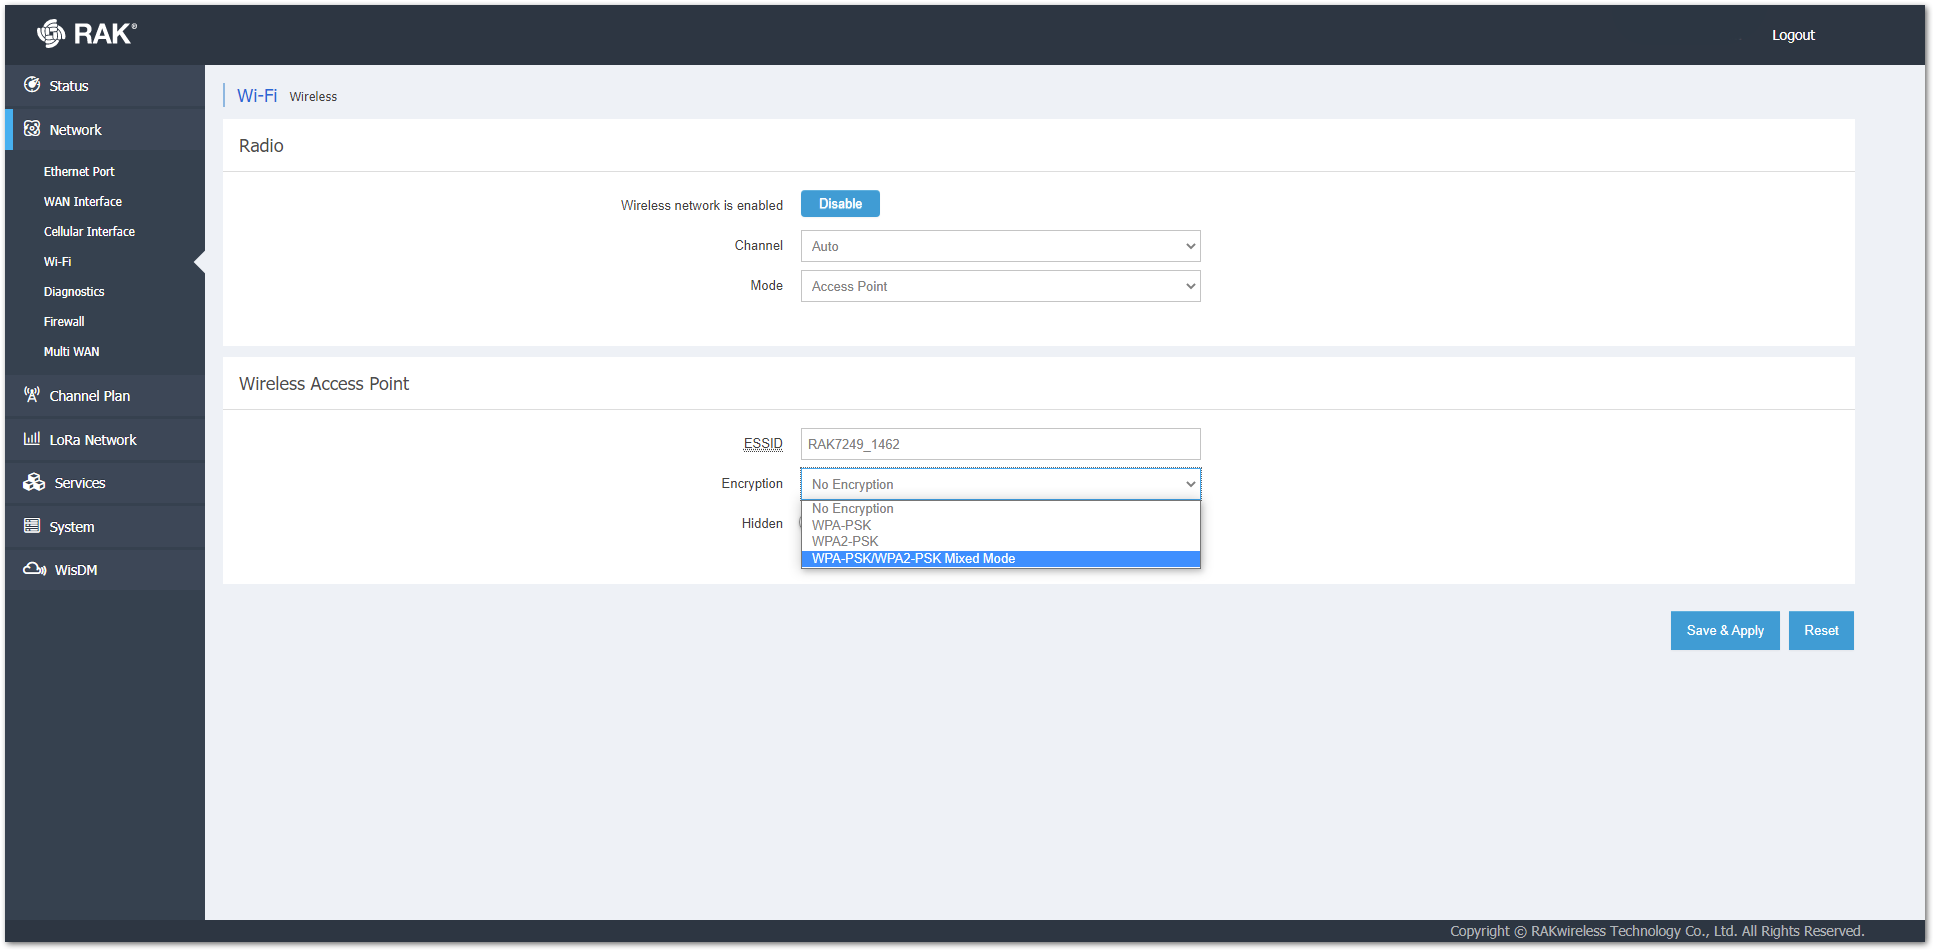 RAK®
Logout
Status
Network
Ethernet Port
WAN Interface
Cellular Interface
Wi-Fi
Diagnostics
Firewall
Multi WAN
Channel Plan
LoRa Network
Services
System
WisDM
Wi-Fi Wireless
Radio
Wireless network is enabled Disable
Channel Auto
Mode Access Point
Wireless Access Point
ESSID RAK7249_1462
Encryption No Encryption
No Encryption
WPA-PSK
WPA2-PSK
WPA-PSK/WPA2-PSK Mixed Mode
Hidden
Save & Apply Reset
Copyright © RAKwireless Technology Co., Ltd. All Rights Reserved.